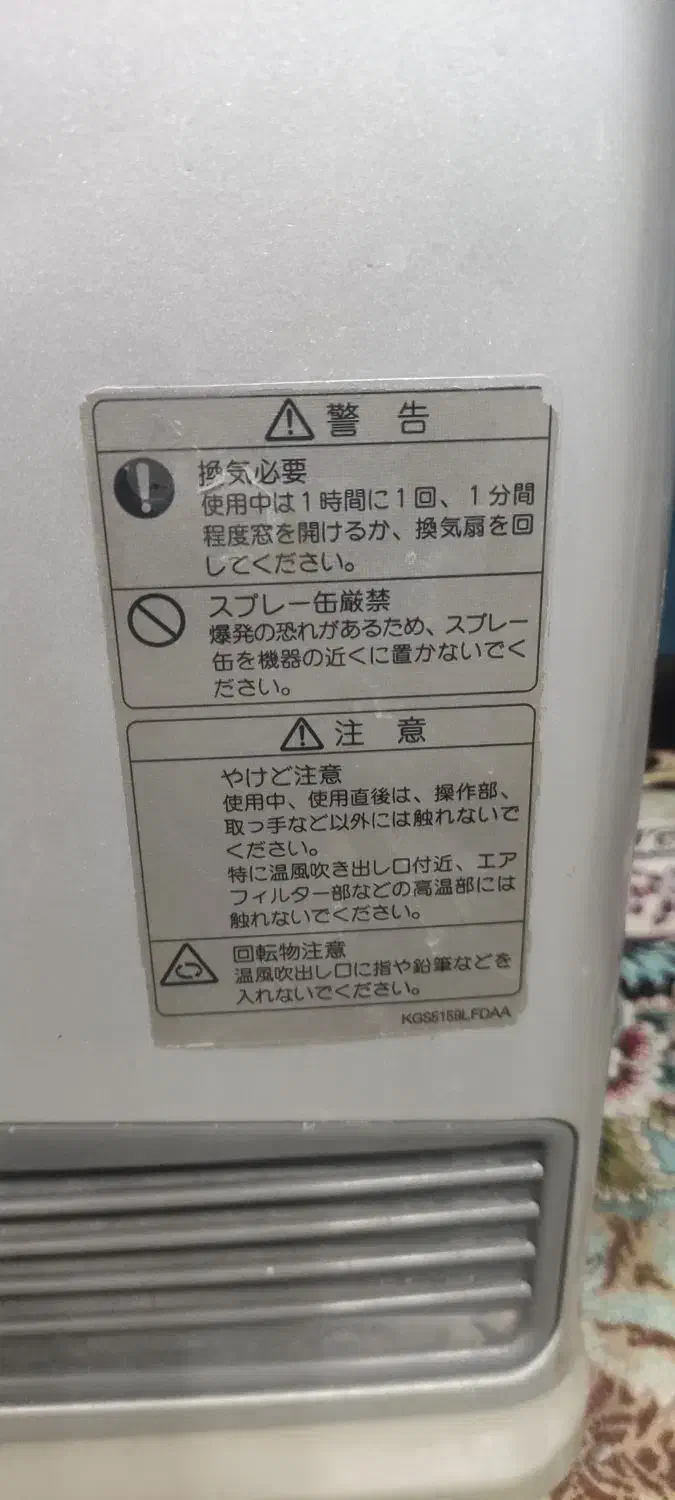 警 告
換気必要
使用中は1時間に1回、1分間
程度窓を開けるか、換気扇を回
してください。
スプレー缶厳禁
爆発の恐れがあるため、スプレー
缶を機器の近くに置かないでく
ださい。
注 意
やけど注意
使用中、使用直後は、操作部、
取っ手など以外には触れないで
ください。
特に温風吹き出し口付近、エア
フィルター部などの高温部には
触れないでください。
回転物注意
温風吹出し口に指や鉛筆などを
入れないでください。
KGS5159LFDAA